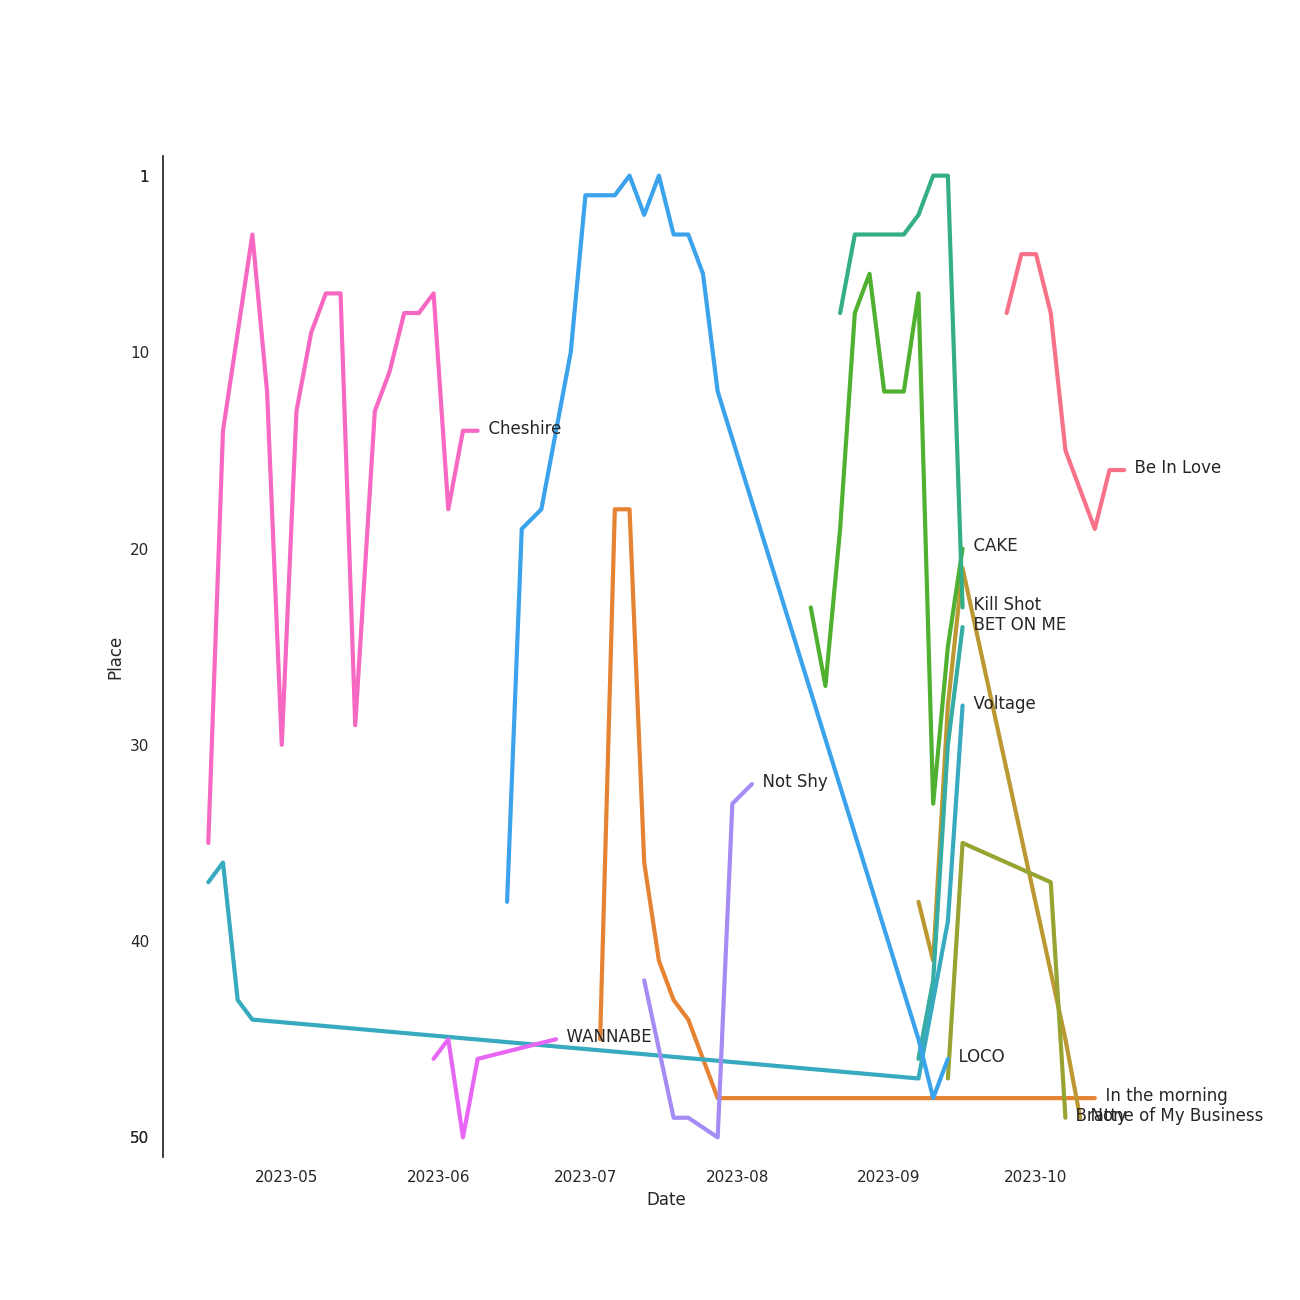 1
10
Cheshire
Be In Love
20
CAKE
Kill Shot
BET ON ME
Place
Voltage
30
Not Shy
40
WANNABE
LOCO
In the morning
Bratty
None of My Business
50
2023-05
2023-06
2023-07
2023-08
2023-09
2023-10
Date